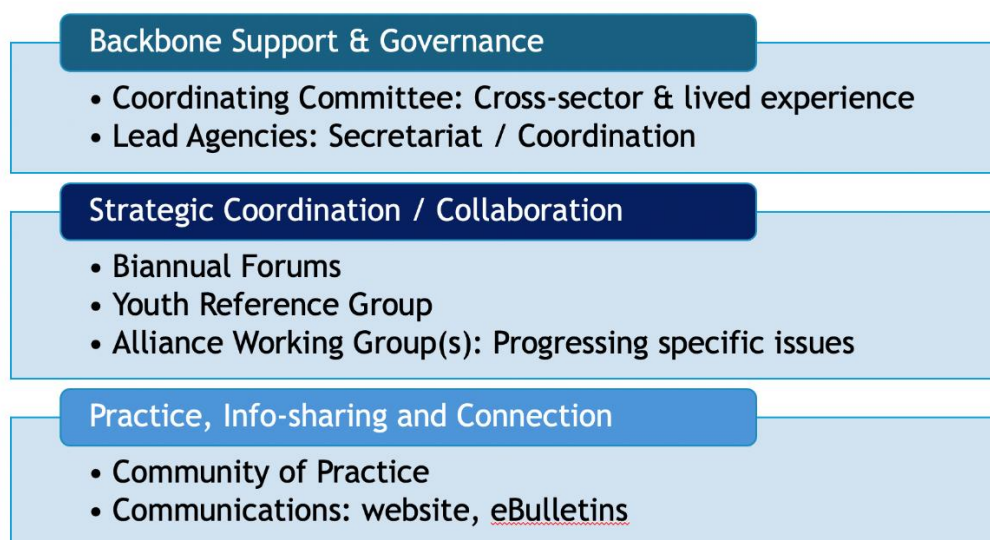 Backbone Support & Governance
• Coordinating Committee: Cross-sector & lived experience
• Lead Agencies: Secretariat / Coordination
Strategic Coordination / Collaboration
• Biannual Forums
• Youth Reference Group
• Alliance Working Group(s): Progressing specific issues
Practice, Info-sharing and Connection
• Community of Practice
• Communications: website, eBulletins